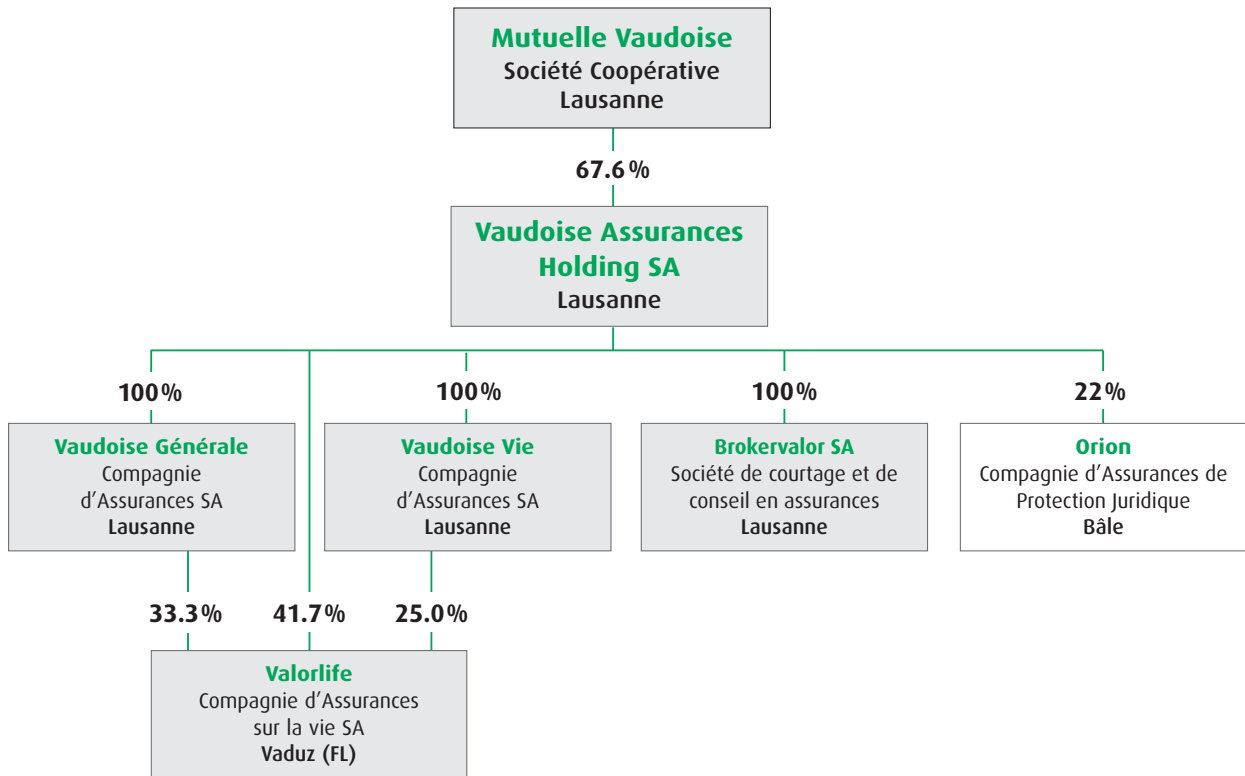 Mutuelle Vaudoise
Société Coopérative
Lausanne
67.6%
Vaudoise Assurances
Holding SA
Lausanne
100%
100%
100%
22%
Vaudoise Générale
Compagnie
d’Assurances SA
Lausanne
Vaudoise Vie
Compagnie
d’Assurances SA
Lausanne
Brokervalor SA
Société de courtage et de
conseil en assurances
Lausanne
Orion
Compagnie d’Assurances de
Protection Juridique
Bâle
33.3%
41.7%
25.0%
Valorlife
Compagnie d’Assurances
sur la vie SA
Vaduz (FL)